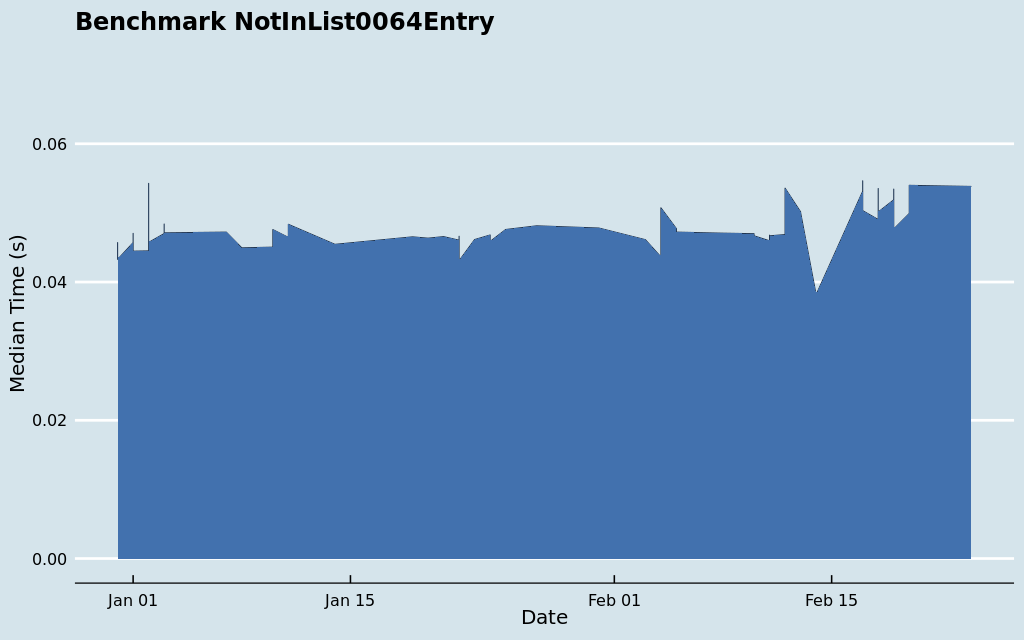 Benchmark NotInList0064Entry
0.06
0.04
0.02
0.00
Median Time (s)
Jan 01
Jan 15
Feb 01
Feb 15
Date